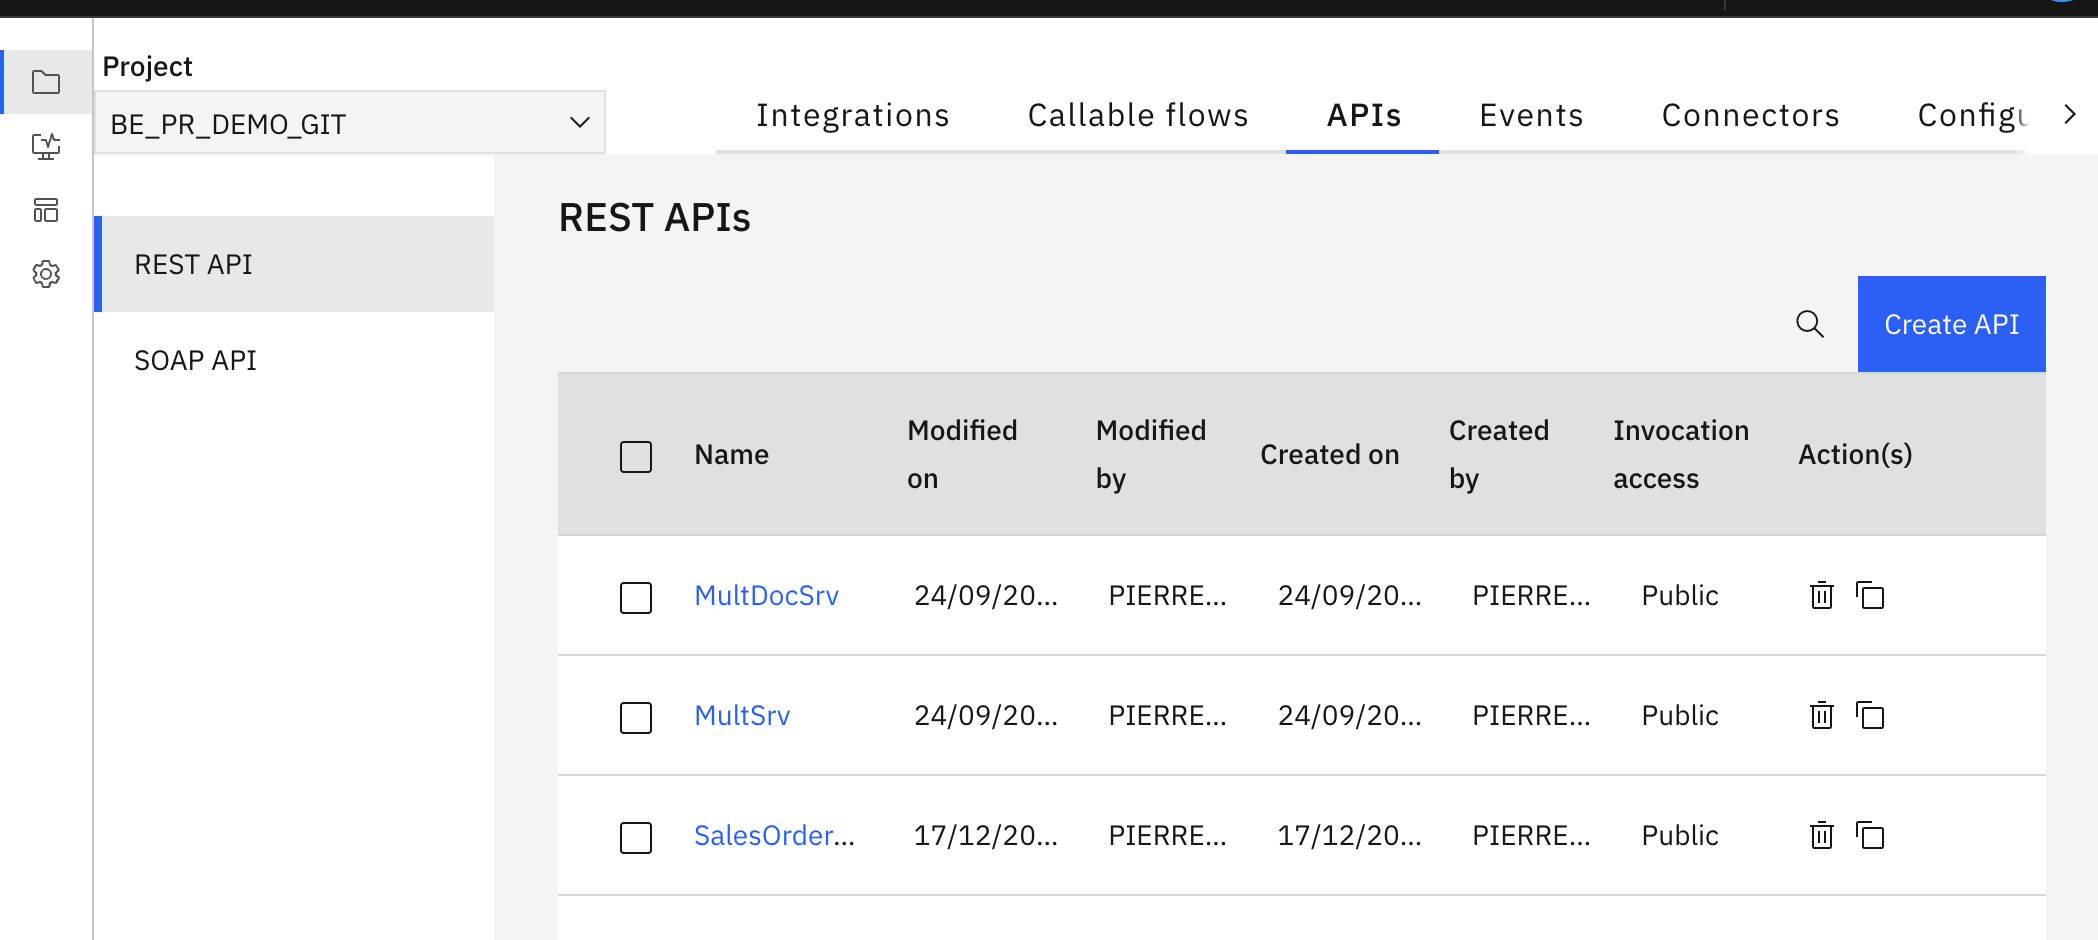 Project
BE_PR_DEMO_GIT
Integrations Callable flows APIs Events Connectors Configu
REST API
SOAP API
REST APIs
Create API
Name Modified on Modified by Created on Created by Invocation access Action(s)
MultDocSrv 24/09/20... PIERRE... 24/09/20... PIERRE... Public
MultSrv 24/09/20... PIERRE... 24/09/20... PIERRE... Public
SalesOrder... 17/12/20... PIERRE... 17/12/20... PIERRE... Public